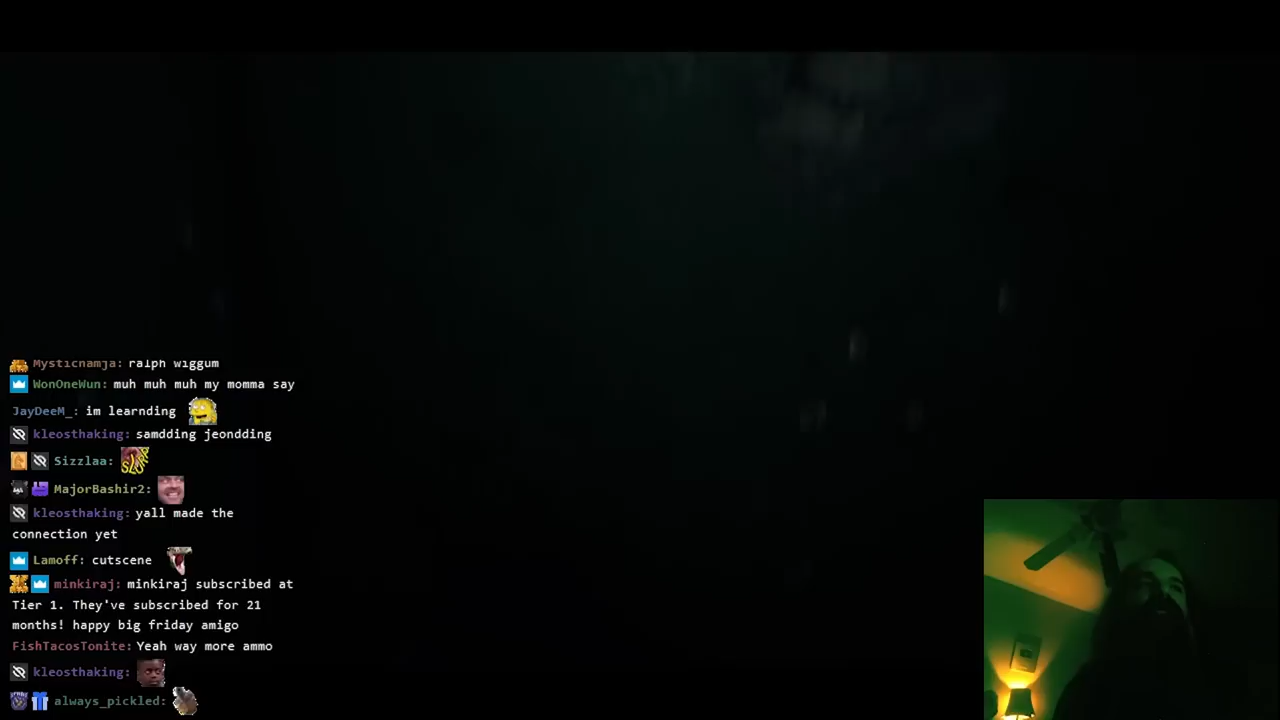 Mysticnamja: ralph wiggum
WonOneWun: muh muh muh my momma say
JayDeeM_: im learnding
kleosthaking: samdding jeondding
Sizzlaa:
MajorBashir2:
kleosthaking: yall made the
connection yet
Lamoff: cutscene
minkiraj: minkiraj subscribed at
Tier 1. They've subscribed for 21
months! happy big friday amigo
FishTacosTonite: Yeah way more ammo
kleosthaking:
always_pickled: